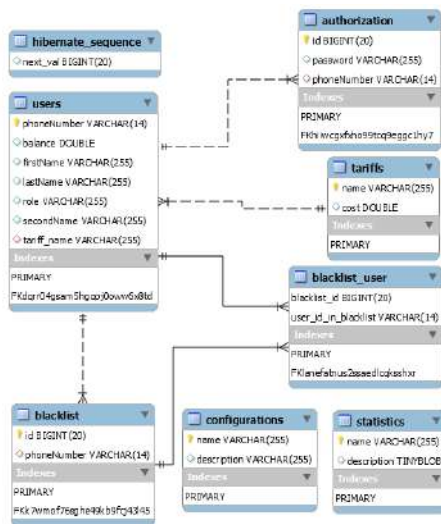 hibernate_sequence
next_val BIGINT(20)
users
phoneNumber VARCHAR(14)
balance DOUBLE
firstName VARCHAR(255)
lastName VARCHAR(255)
role VARCHAR(255)
secondName VARCHAR(255)
tariff_name VARCHAR(255)
Indexes
PRIMARY
authorization
id BIGINT(20)
password VARCHAR(255)
phoneNumber VARCHAR(14)
Indexes
PRIMARY
tariffs
name VARCHAR(255)
cost DOUBLE
Indexes
PRIMARY
blacklist_user
blacklist_id BIGINT(20)
user_id_in_blacklist VARCHAR(14)
Indexes
PRIMARY
blacklist
id BIGINT(20)
phoneNumber VARCHAR(14)
Indexes
PRIMARY
configurations
name VARCHAR(255)
description VARCHAR(255)
Indexes
PRIMARY
statistics
name VARCHAR(255)
description TINYBLOB
Indexes
PRIMARY